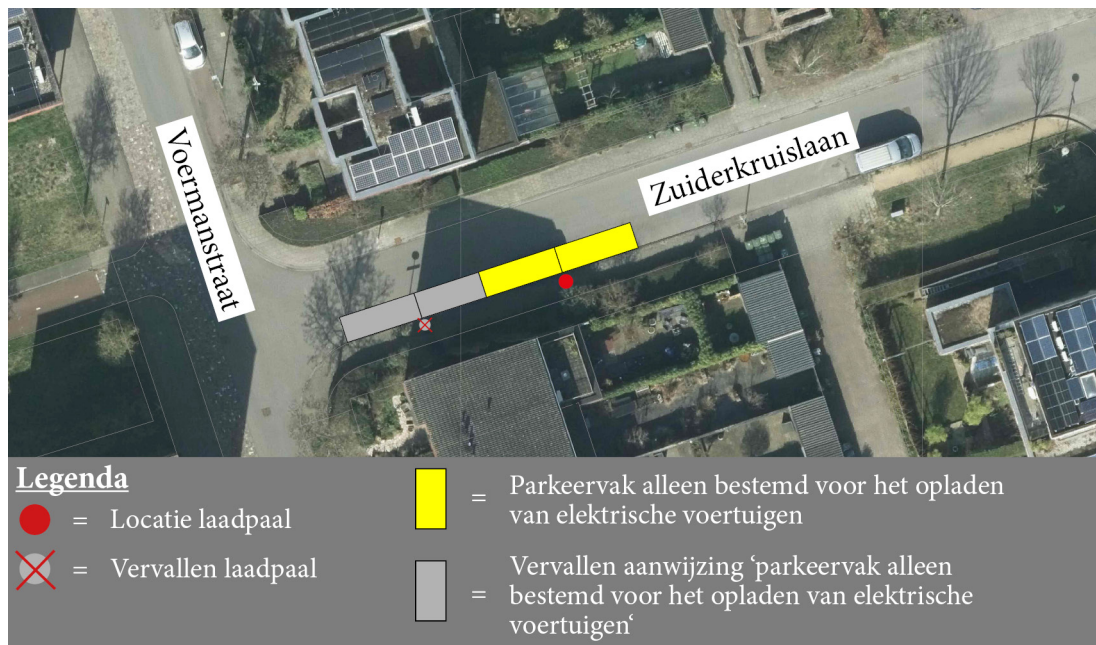 Voermanstraat
Zuiderkruislaan
Legenda
= Locatie laadpaal
= Vervallen laadpaal
= Parkeervak alleen bestemd voor het opladen
van elektrische voertuigen
Vervallen aanwijzing ‘parkeervak alleen
= bestemd voor het opladen van elektrische
voertuigen‘